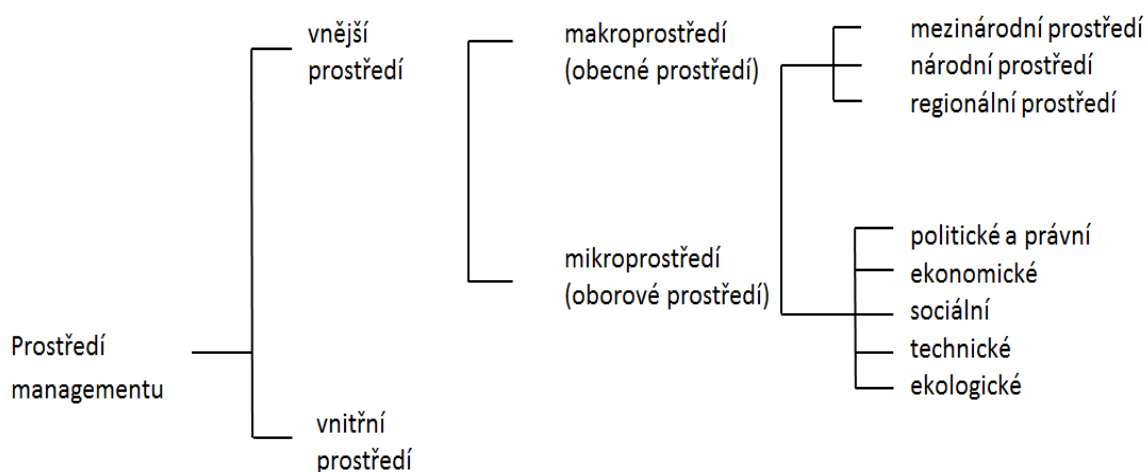 vnější
prostředí
makroprostředí
(obecné prostředí)
mezinárodní prostředí
národní prostředí
regionální prostředí
mikroprostředí
(oborové prostředí)
politické a právní
ekonomické
sociální
technické
ekologické
Prostředí
managementu
vnitřní
prostředí